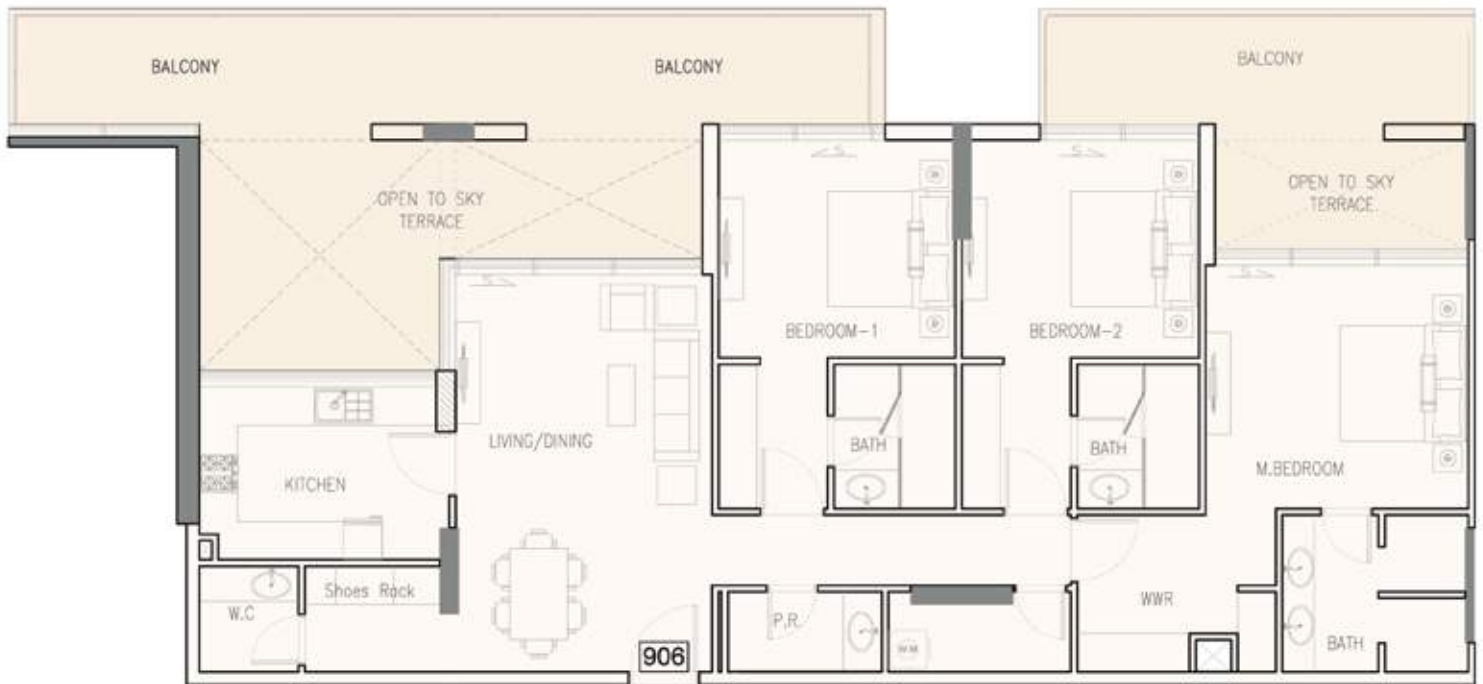 BALCONY
BALCONY
BALCONY
OPEN TO SKY
TERRACE
OPEN TO SKY
TERRACE
S
S
S
S
BEDROOM-1
BEDROOM-2
LIVING/DINING
BATH
BATH
M.BEDROOM
KITCHEN
Shoes Rack
W.C
P.R.
WWR
W.M.
BATH
906